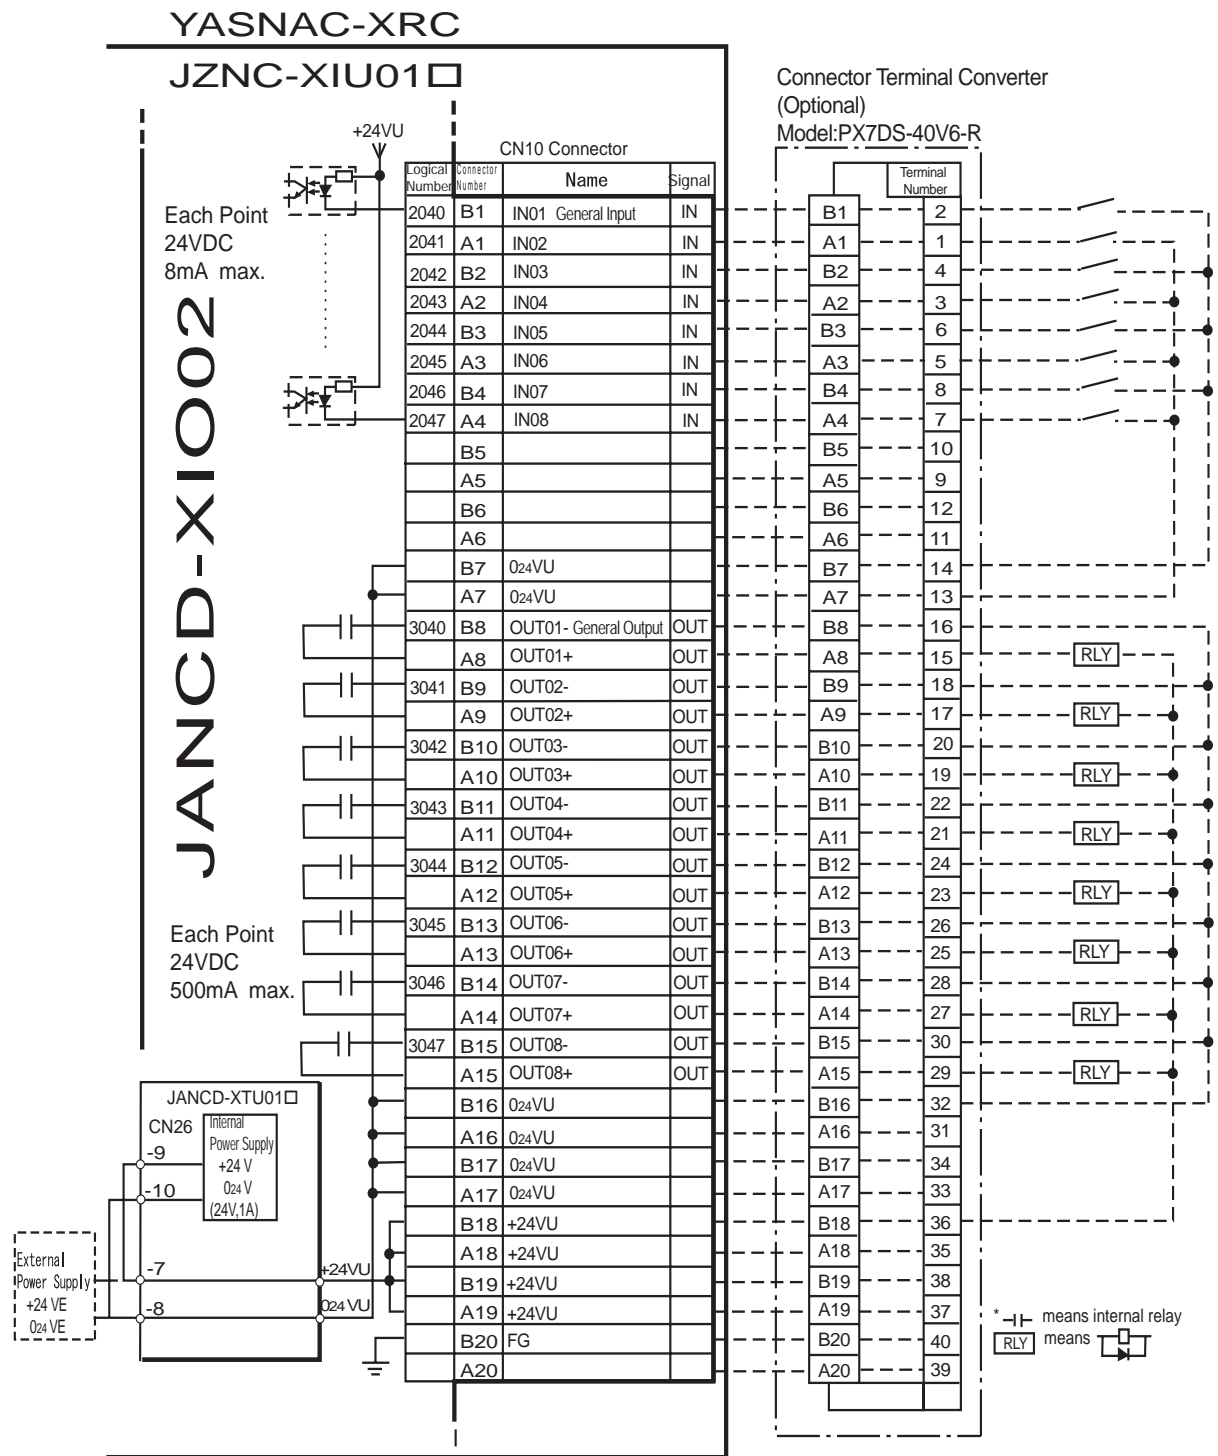 YASNAC-XRC
JZNC-XIU01□
Connector Terminal Converter
(Optional)
Model:PX7DS-40V6-R
+24VU
CN10 Connector
Logical Number Connector Number Name Signal
Terminal Number
Each Point
24VDC
8mA max.
JANCD-XIO02
2040 B1 IN01 General Input IN B1 2
2041 A1 IN02 IN A1 1
2042 B2 IN03 IN B2 4
2043 A2 IN04 IN A2 3
2044 B3 IN05 IN B3 6
2045 A3 IN06 IN A3 5
2046 B4 IN07 IN B4 8
2047 A4 IN08 IN A4 7
B5 B5 10
A5 A5 9
B6 B6 12
A6 A6 11
B7 024VU B7 14
A7 024VU A7 13
3040 B8 OUT01- General Output OUT B8 16
A8 OUT01+ OUT A8 15 RLY
3041 B9 OUT02- OUT B9 18
A9 OUT02+ OUT A9 17 RLY
3042 B10 OUT03- OUT B10 20
A10 OUT03+ OUT A10 19 RLY
3043 B11 OUT04- OUT B11 22
A11 OUT04+ OUT A11 21 RLY
3044 B12 OUT05- OUT B12 24
A12 OUT05+ OUT A12 23 RLY
3045 B13 OUT06- OUT B13 26
A13 OUT06+ OUT A13 25 RLY
3046 B14 OUT07- OUT B14 28
A14 OUT07+ OUT A14 27 RLY
3047 B15 OUT08- OUT B15 30
A15 OUT08+ OUT A15 29 RLY
B16 024VU B16 32
A16 024VU A16 31
B17 024VU B17 34
A17 024VU A17 33
B18 +24VU B18 36
A18 +24VU A18 35
B19 +24VU B19 38
A19 +24VU A19 37
B20 FG B20 40
A20 A20 39
Each Point
24VDC
500mA max.
JANCD-XTU01□
CN26
Internal
Power Supply
+24 V
024 V
(24V,1A)
-9
-10
-7
-8
+24VU
024 VU
External
Power Supply
+24 VE
024 VE
* means internal relay
RLY means